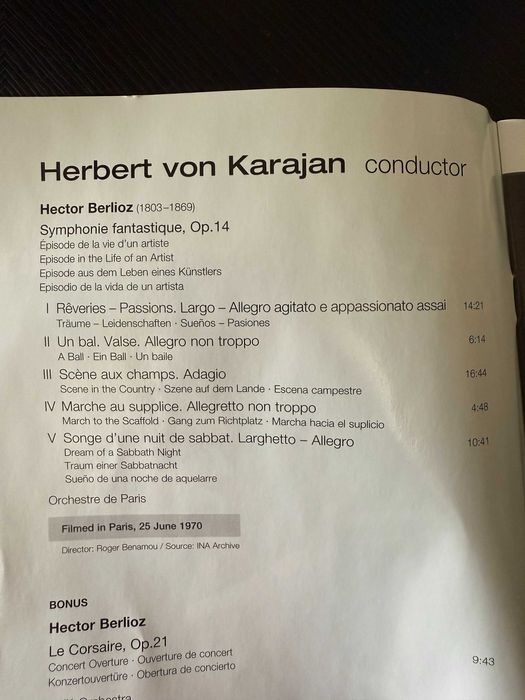 Herbert von Karajan conductor
Hector Berlioz (1803–1869)
Symphonie fantastique, Op.14
Épisode de la vie d'un artiste
Episode in the Life of an Artist
Episode aus dem Leben eines Künstlers
Episodio de la vida de un artista
I Rêveries – Passions. Largo – Allegro agitato e appassionato assai 14:21
Träume – Leidenschaften · Sueños – Pasiones
II Un bal. Valse. Allegro non troppo 6:14
A Ball · Ein Ball · Un baile
III Scène aux champs. Adagio 16:44
Scene in the Country · Szene auf dem Lande · Escena campestre
IV Marche au supplice. Allegretto non troppo 4:48
March to the Scaffold · Gang zum Richtplatz · Marcha hacia el suplicio
V Songe d'une nuit de sabbat. Larghetto – Allegro 10:41
Dream of a Sabbath Night
Traum einer Sabbatnacht
Sueño de una noche de aquelarre
Orchestre de Paris
Filmed in Paris, 25 June 1970
Director: Roger Benamou / Source: INA Archive
BONUS
Hector Berlioz
Le Corsaire, Op.21 9:43
Concert Overture · Ouverture de concert
Konzertouvertüre · Obertura de concierto
Orchestra